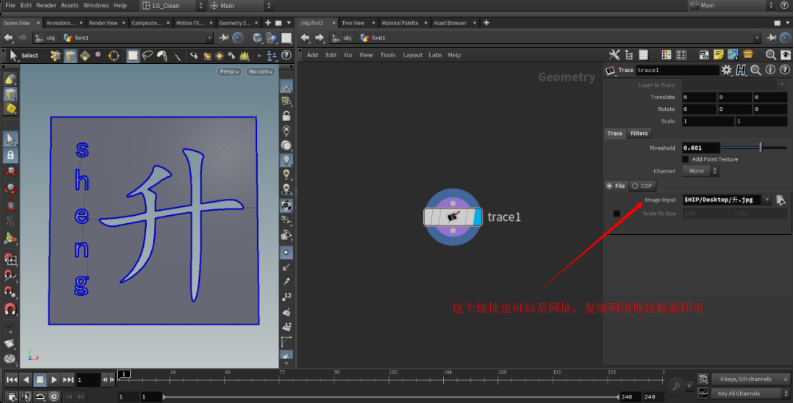 File Edit Render Assets Windows Help LG_Clean Main Main
Scene View Animation... Render View Composite... Motion FX... Geometry S...
/obj/font1 Tree View Material Palette Asset Browser
obj font1
obj font1
Select
Add Edit Go View Tools Layout Labs Help
Persp No cam
Geometry
Trace trace1
Layer to Trace
Translate 0 0 0
Rotate 0 0 0
Scale 1 1
Trace Filters
Threshold 0.601
Add Point Texture
Channel Mono
File COP
Image Input $HIP/Desktop/升.jpg
Scale To Size
sheng
升
trace1
这个地址也可以是网址，复制网络地址粘贴即可
1 1 24 48 72 96 120 144 168 192 216 2
0 keys, 0/0 channels
1 1 240 240 Key All Channels